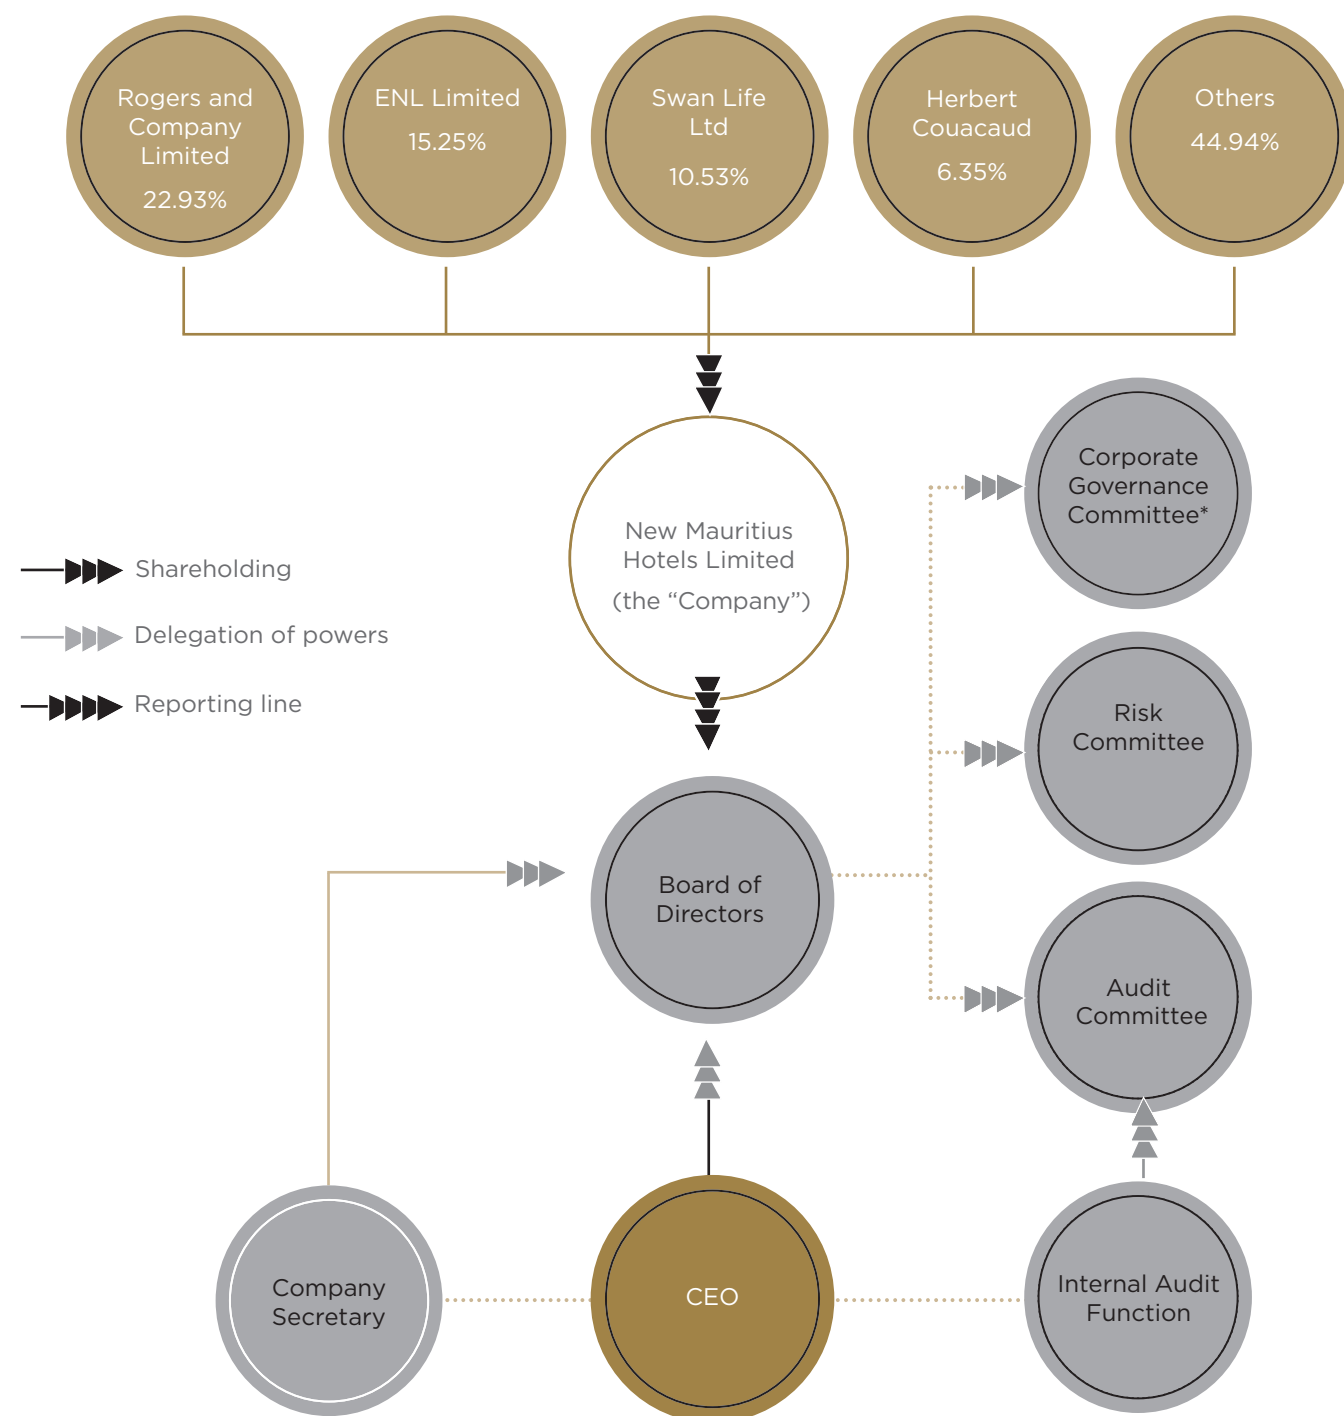 Rogers and
Company
Limited
22.93%
ENL Limited
15.25%
Swan Life
Ltd
10.53%
Herbert
Couacaud
6.35%
Others
44.94%
New Mauritius
Hotels Limited
(the “Company”)
Corporate
Governance
Committee*
Shareholding
Delegation of powers
Reporting line
Risk
Committee
Board of
Directors
Audit
Committee
Company
Secretary
CEO
Internal Audit
Function